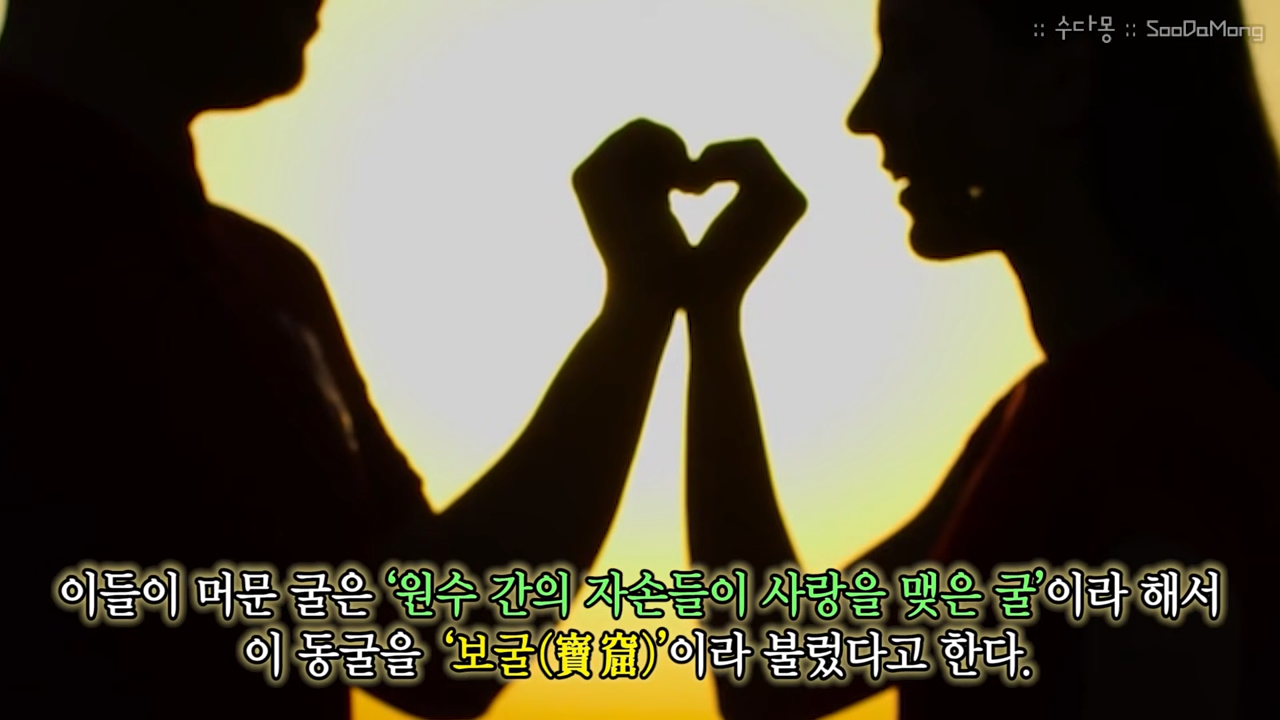 :: 수다몽 :: SooDaMong
이들이 머문 굴은 ‘원수 간의 자손들이 사랑을 맺은 굴’이라 해서
이 동굴을 ‘보굴(寶窟)’이라 불렀다고 한다.